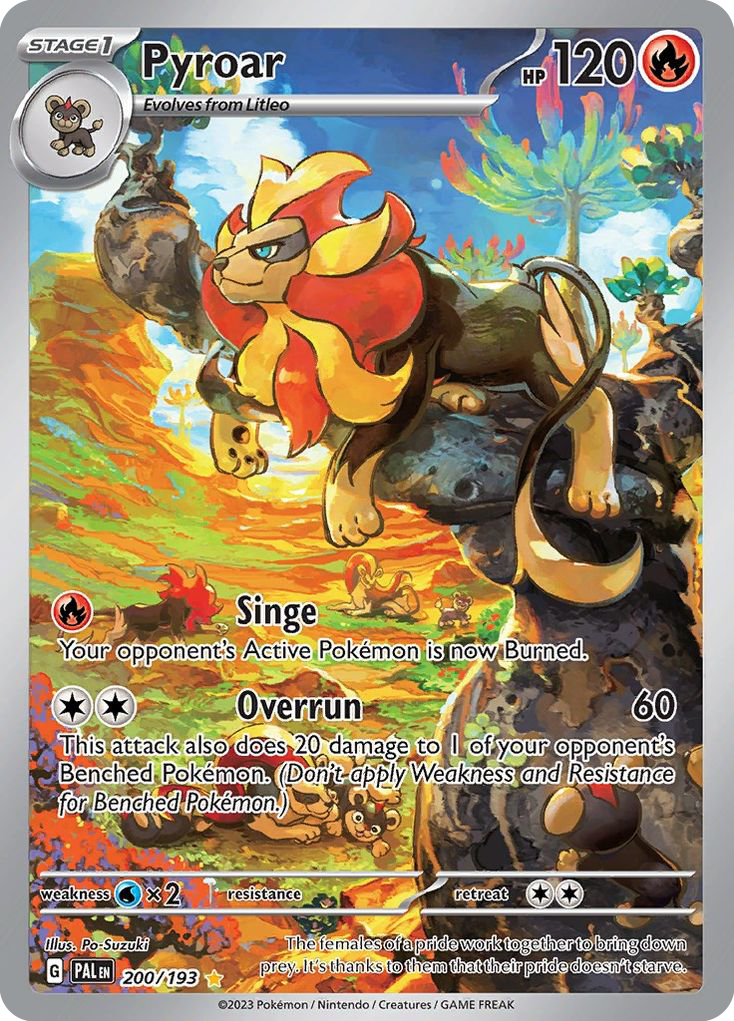 STAGE1
Pyroar
HP 120
Evolves from Litleo
Singe
Your opponent's Active Pokémon is now Burned.
Overrun 60
This attack also does 20 damage to 1 of your opponent's
Benched Pokémon. (Don't apply Weakness and Resistance
for Benched Pokémon.)
weakness ×2 resistance retreat
Illus. Po-Suzuki
The females of a pride work together to bring down
prey. It's thanks to them that their pride doesn't starve.
G PAL EN 200/193
©2023 Pokémon / Nintendo / Creatures / GAME FREAK